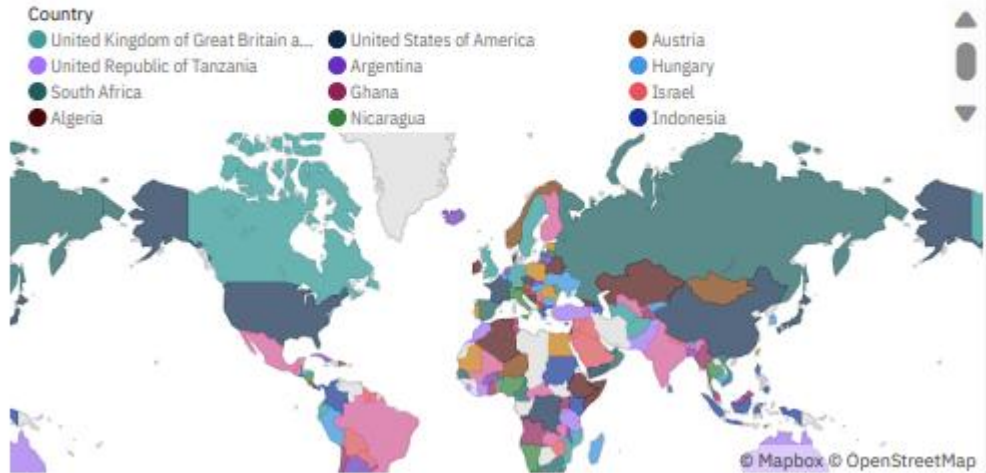 Country
United Kingdom of Great Britain a... United States of America Austria
United Republic of Tanzania Argentina Hungary
South Africa Ghana Israel
Algeria Nicaragua Indonesia
© Mapbox © OpenStreetMap